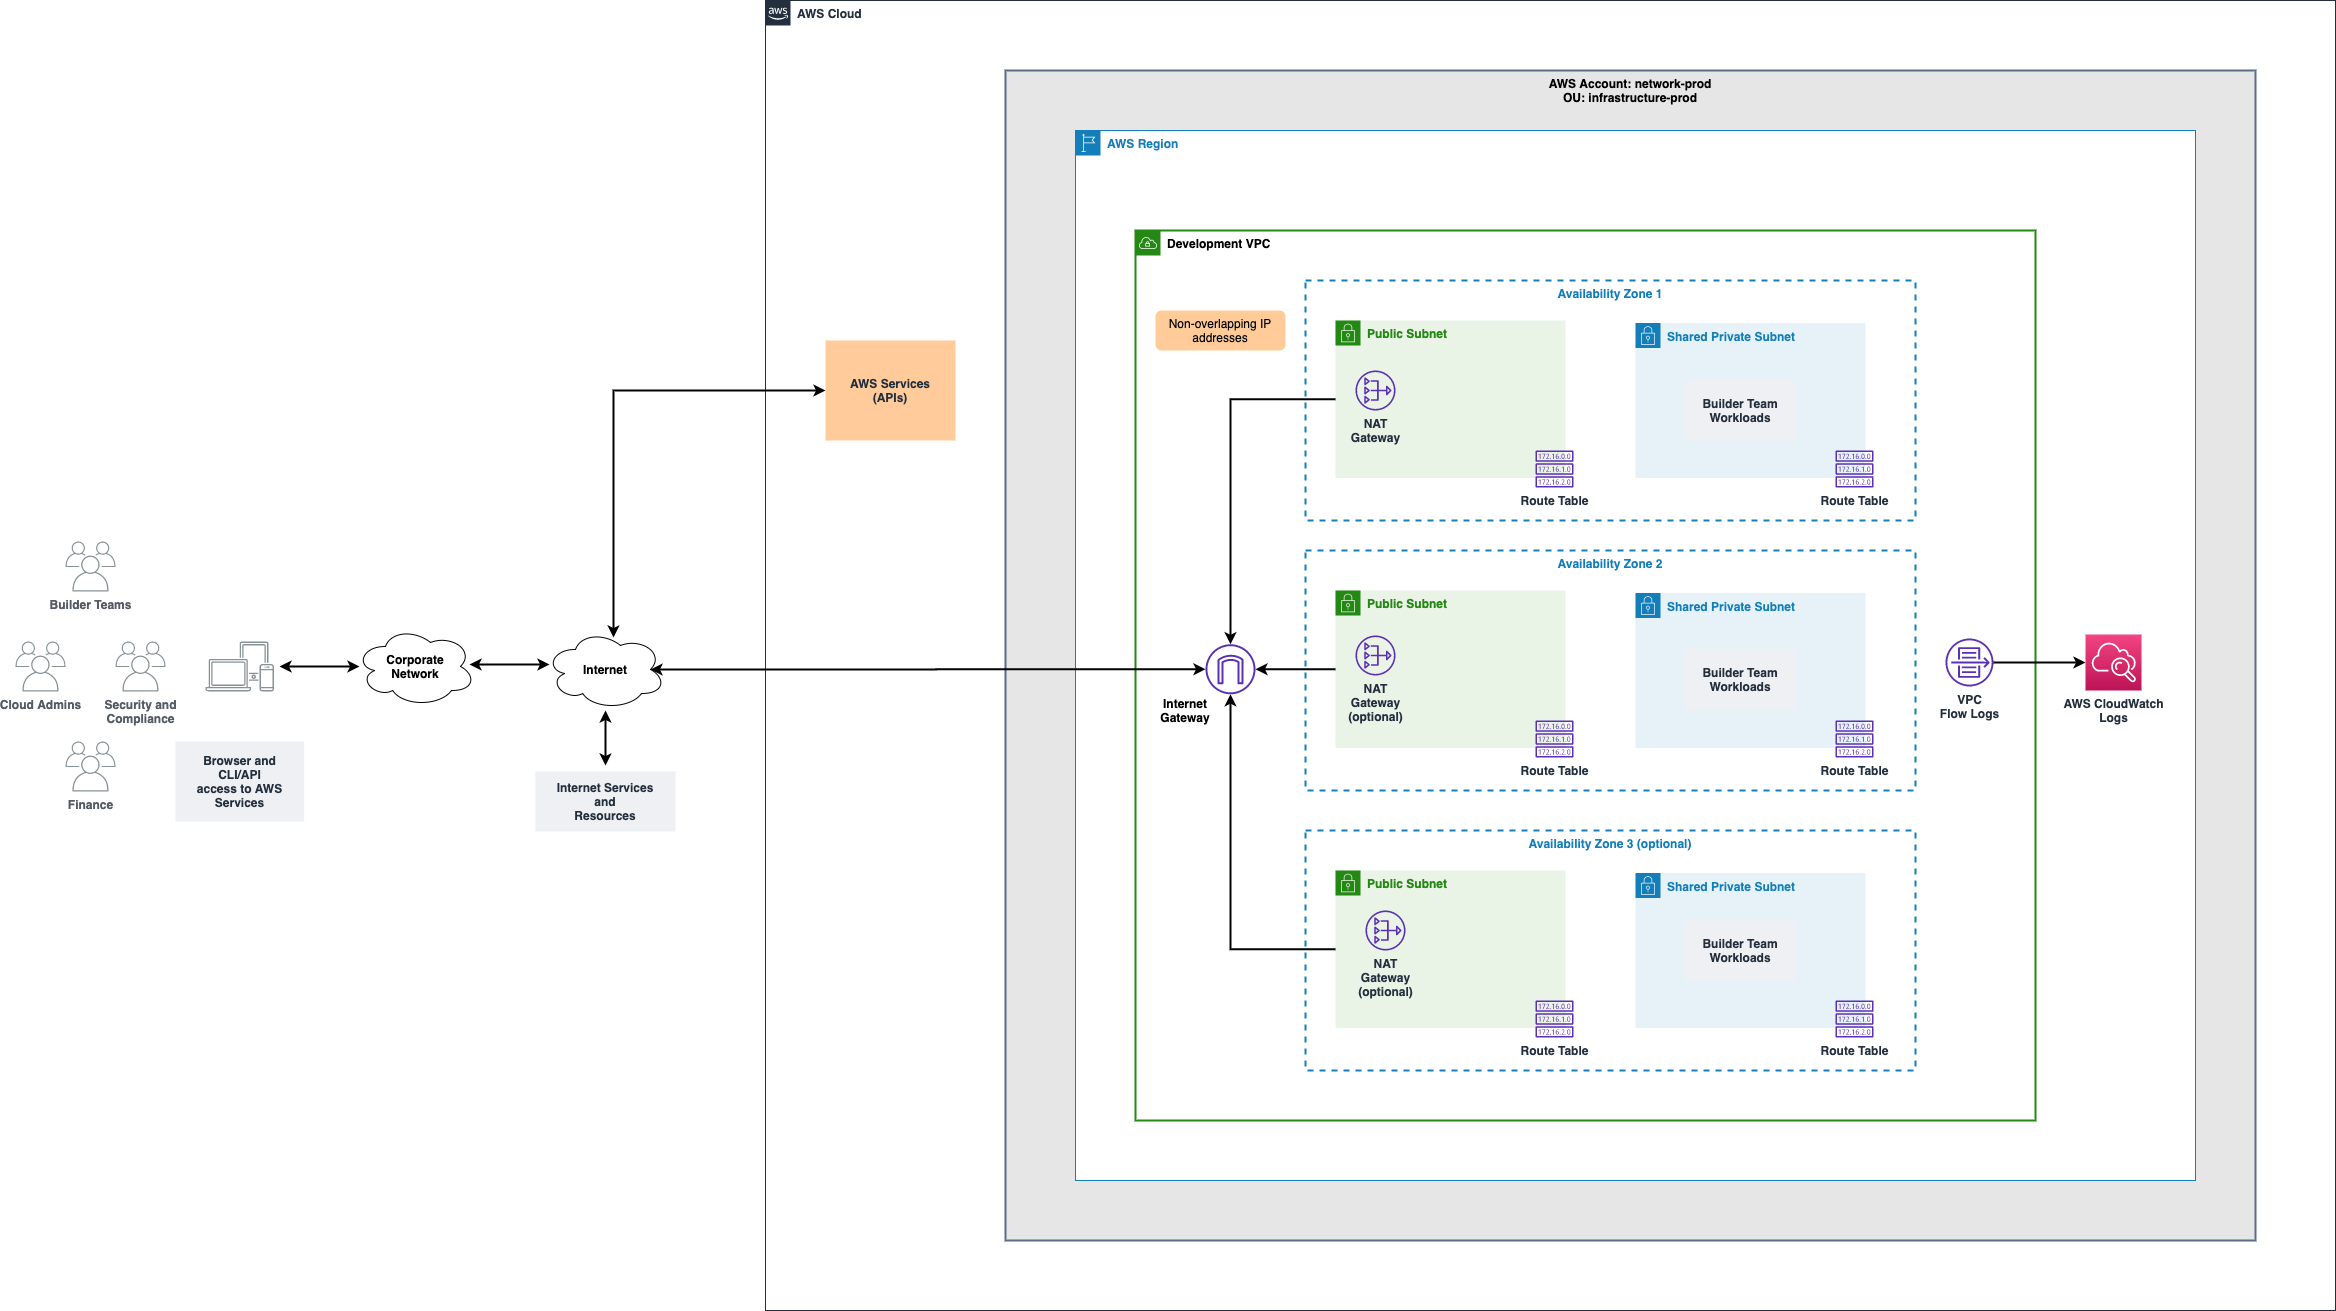 aws
AWS Cloud
AWS Account: network-prod
OU: infrastructure-prod
AWS Region
Development VPC
Non-overlapping IP
addresses
Availability Zone 1
Public Subnet
NAT
Gateway
172.16.0.0
172.16.1.0
172.16.2.0
Route Table
Shared Private Subnet
Builder Team
Workloads
172.16.0.0
172.16.1.0
172.16.2.0
Route Table
AWS Services
(APIs)
Availability Zone 2
Public Subnet
NAT
Gateway
(optional)
172.16.0.0
172.16.1.0
172.16.2.0
Route Table
Shared Private Subnet
Builder Team
Workloads
172.16.0.0
172.16.1.0
172.16.2.0
Route Table
Builder Teams
Cloud Admins
Security and
Compliance
Finance
Browser and
CLI/API
access to AWS
Services
Corporate
Network
Internet
Internet Services
and
Resources
Internet
Gateway
VPC
Flow Logs
AWS CloudWatch
Logs
Availability Zone 3 (optional)
Public Subnet
NAT
Gateway
(optional)
172.16.0.0
172.16.1.0
172.16.2.0
Route Table
Shared Private Subnet
Builder Team
Workloads
172.16.0.0
172.16.1.0
172.16.2.0
Route Table